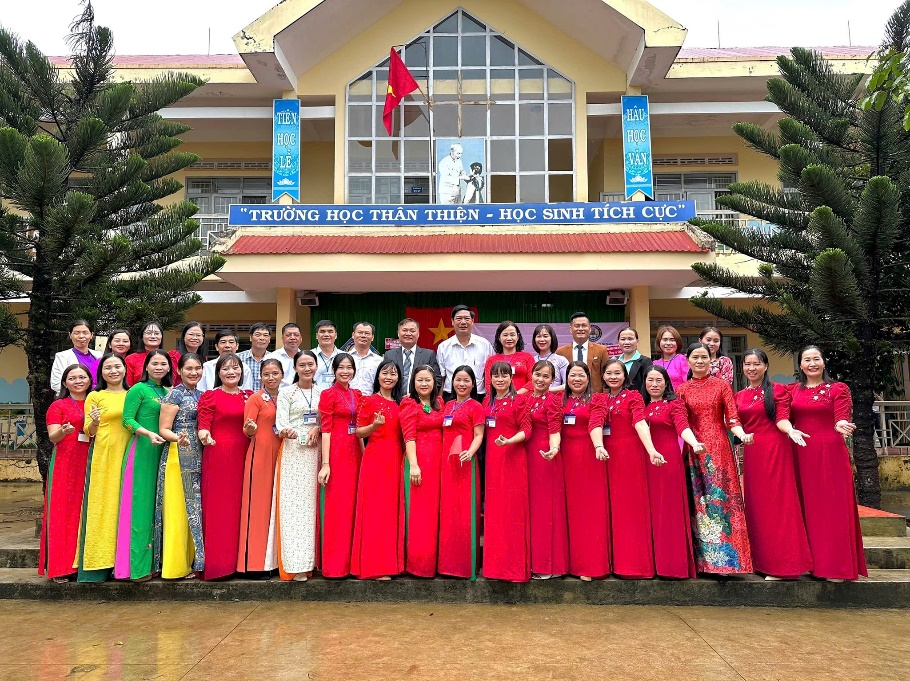 TIÊN
HỌC
LỄ
HẬU
HỌC
VĂN
"TRƯỜNG HỌC THÂN THIỆN - HỌC SINH TÍCH CỰC"